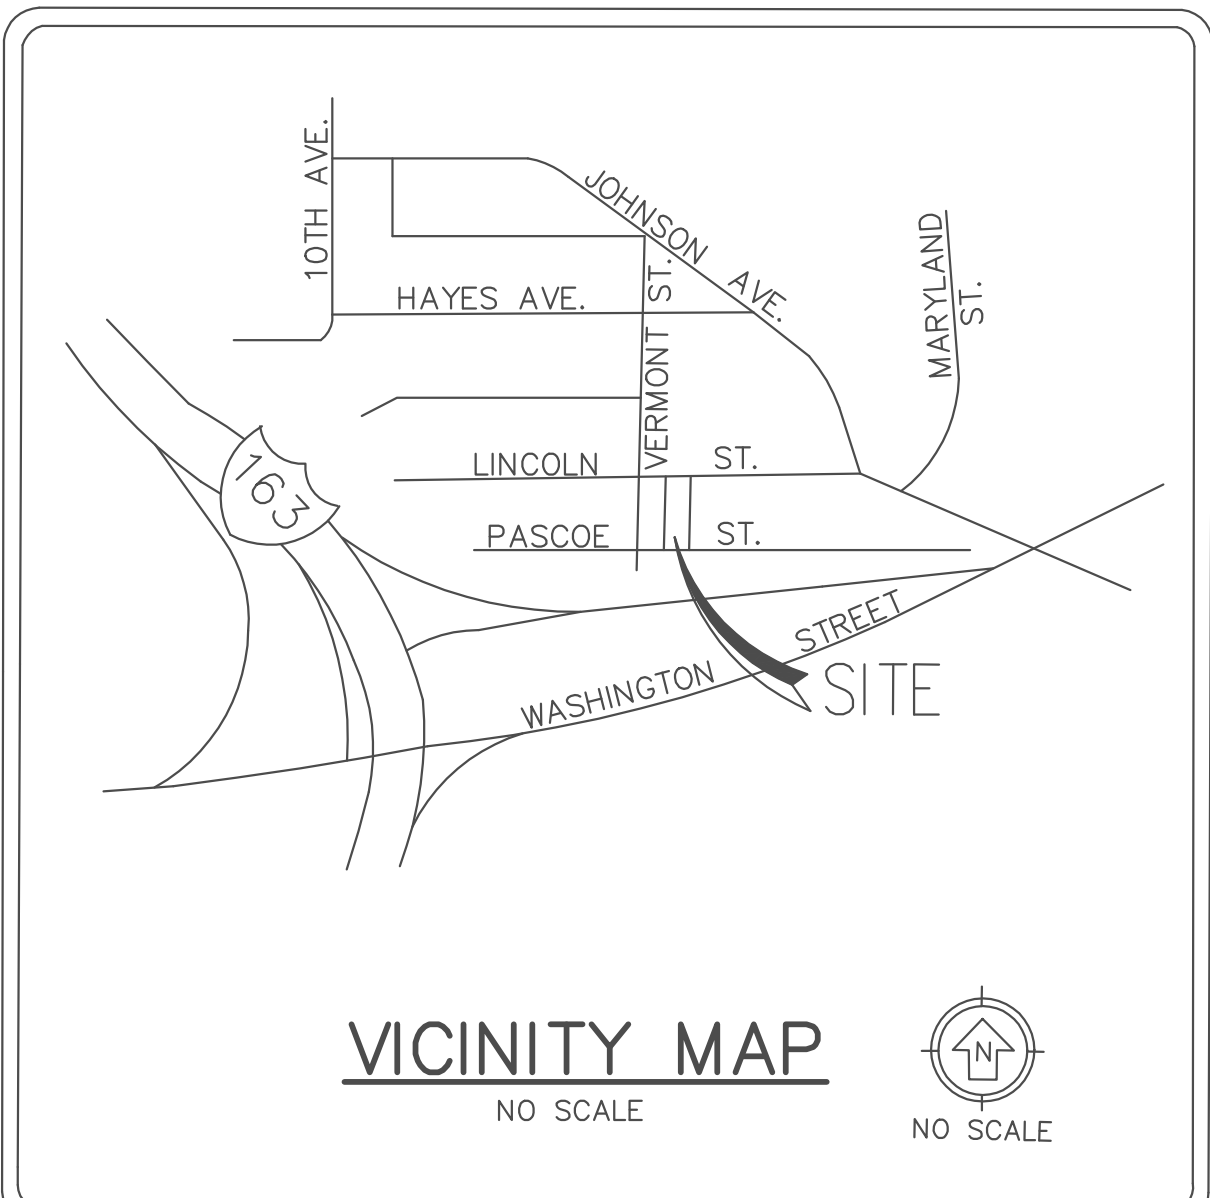 10TH AVE.
JOHNSON AVE.
MARYLAND
ST.
HAYES AVE.
VERMONT ST.
LINCOLN ST.
163
PASCOE ST.
WASHINGTON STREET
SITE
VICINITY MAP
NO SCALE
N
NO SCALE